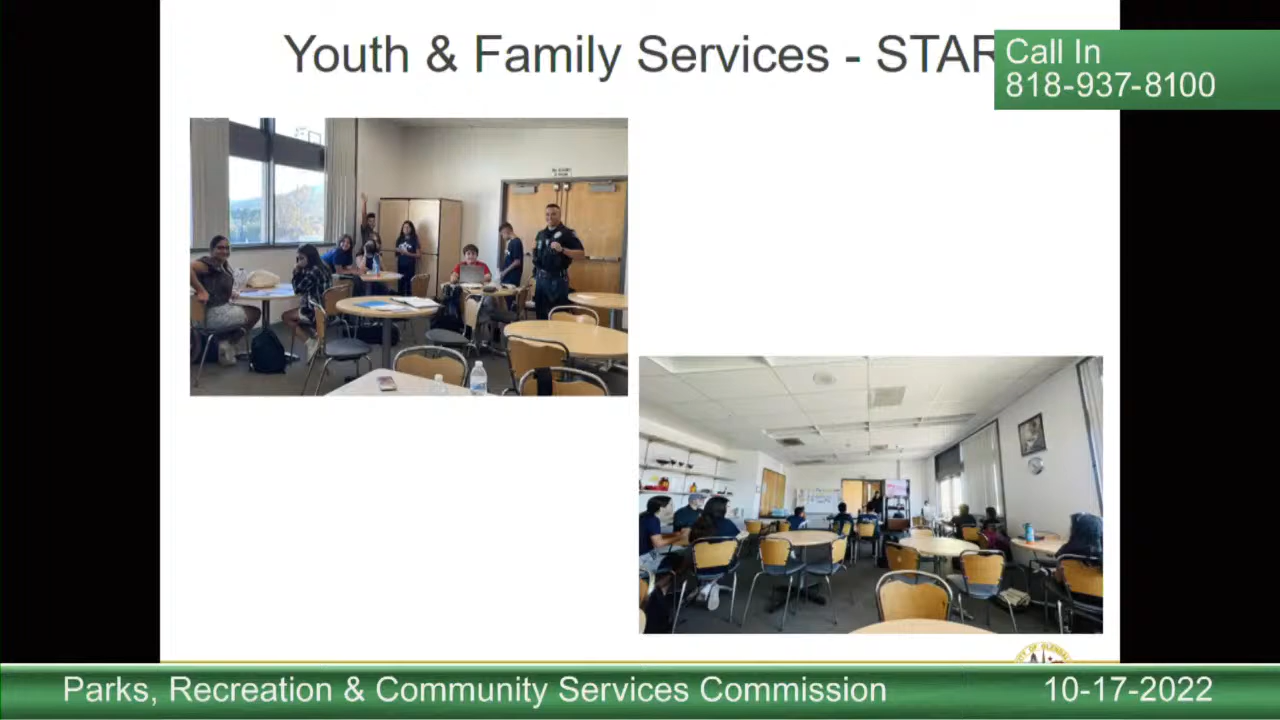 Youth & Family Services - STAR
Call In
818-937-8100
Parks, Recreation & Community Services Commission
10-17-2022